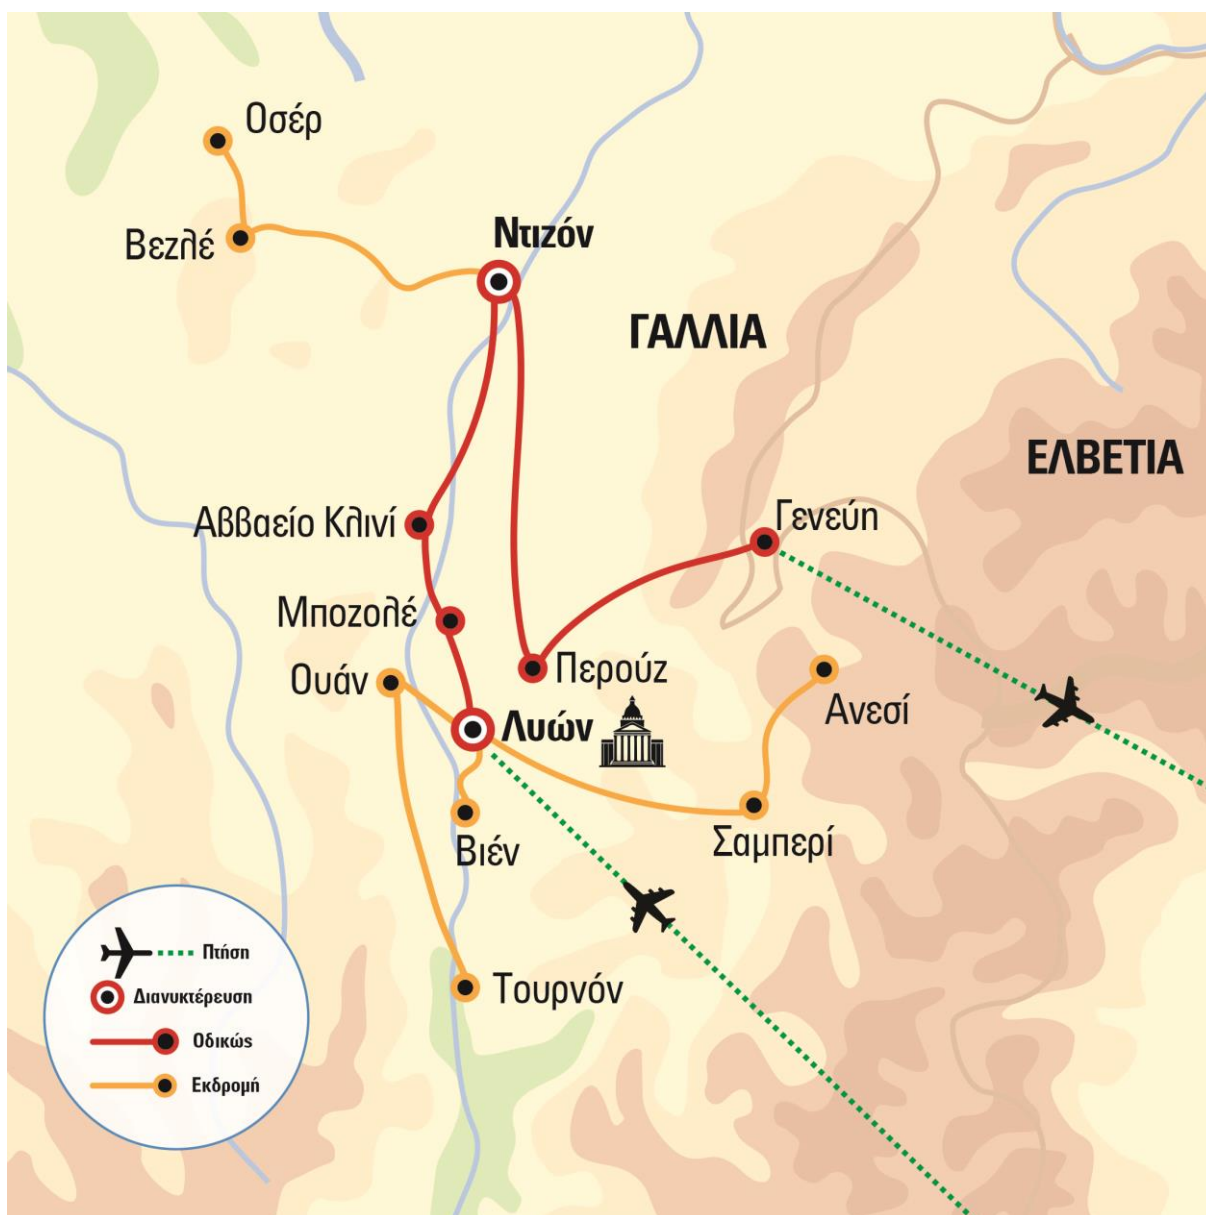 Οσέρ
Βεζλέ
Ντιζόν
ΓΑΛΛΙΑ
ΕΛΒΕΤΙΑ
Αββαείο Κλινί
Γενεύη
Μποζολέ
Ουάν
Περούζ
Λυών
Ανεσί
Βιέν
Σαμπερί
Τουρνόν
Πτήση
Διανυκτέρευση
Οδικώς
Εκδρομή